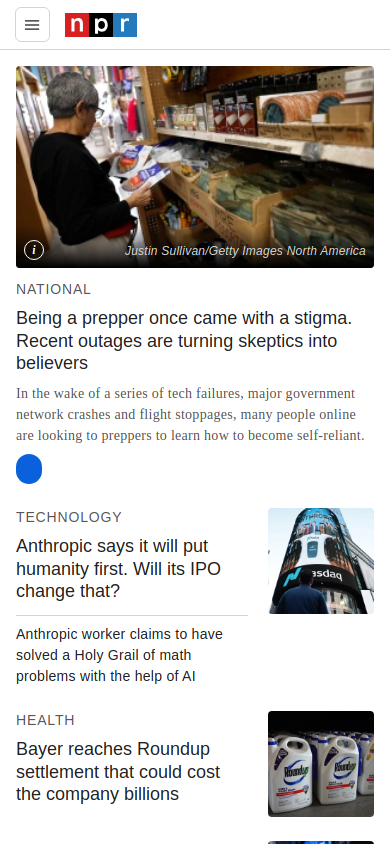 npr
i
Justin Sullivan/Getty Images North America
NATIONAL
Being a prepper once came with a stigma.
Recent outages are turning skeptics into
believers
In the wake of a series of tech failures, major government
network crashes and flight stoppages, many people online
are looking to preppers to learn how to become self-reliant.
TECHNOLOGY
Anthropic says it will put
humanity first. Will its IPO
change that?
Nasdaq
Anthropic worker claims to have
solved a Holy Grail of math
problems with the help of AI
HEALTH
Bayer reaches Roundup
settlement that could cost
the company billions
Roundup